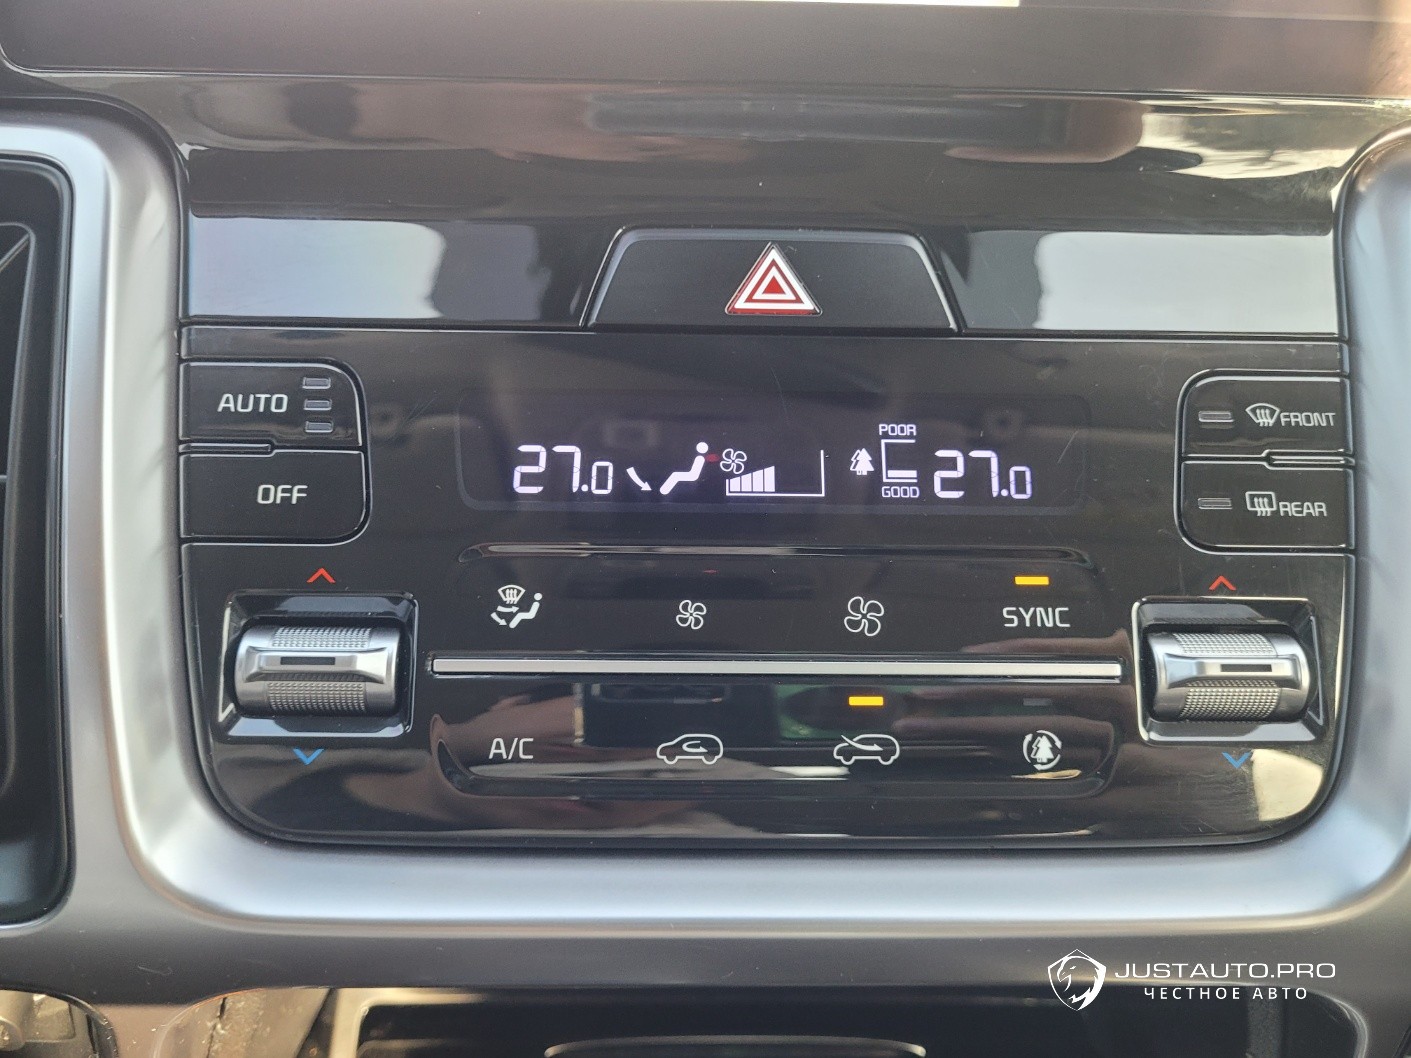 AUTO
OFF
27.0
POOR
GOOD
27.0
FRONT
REAR
SYNC
A/C
JUSTAUTO.PRO
ЧЕСТНОЕ АВТО